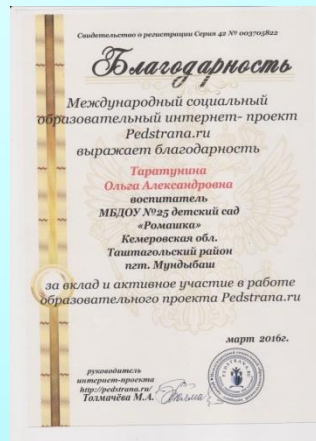 Свидетельство о регистрации Серия 42 № 003705822
Благодарность
Международный социальный
образовательный интернет- проект
Pedstrana.ru
выражает благодарность
Таратунина
Ольга Александровна
воспитатель
МБДОУ №25 детский сад
«Ромашка»
Кемеровская обл.
Таштагольский район
пгт. Мундыбаш
за вклад и активное участие в работе
образовательного проекта Pedstrana.ru
март 2016г.
руководитель
интернет-проекта
http://pedstrana.ru/
Толмачёва М.А.